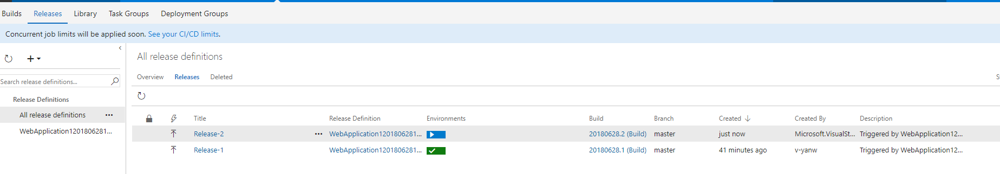 Builds Releases Library Task Groups Deployment Groups
Concurrent job limits will be applied soon. See your CI/CD limits.
All release definitions
Overview Releases Deleted
Search release definitions...
Release Definitions
All release definitions ...
WebApplication1201806281...
Title Release Definition Environments Build Branch Created Created By Description
Release-2 ... WebApplication1201806281... 20180628.2 (Build) master just now Microsoft.VisualSt... Triggered by WebApplication12...
Release-1 WebApplication1201806281... 20180628.1 (Build) master 41 minutes ago v-yanw Triggered by WebApplication12...